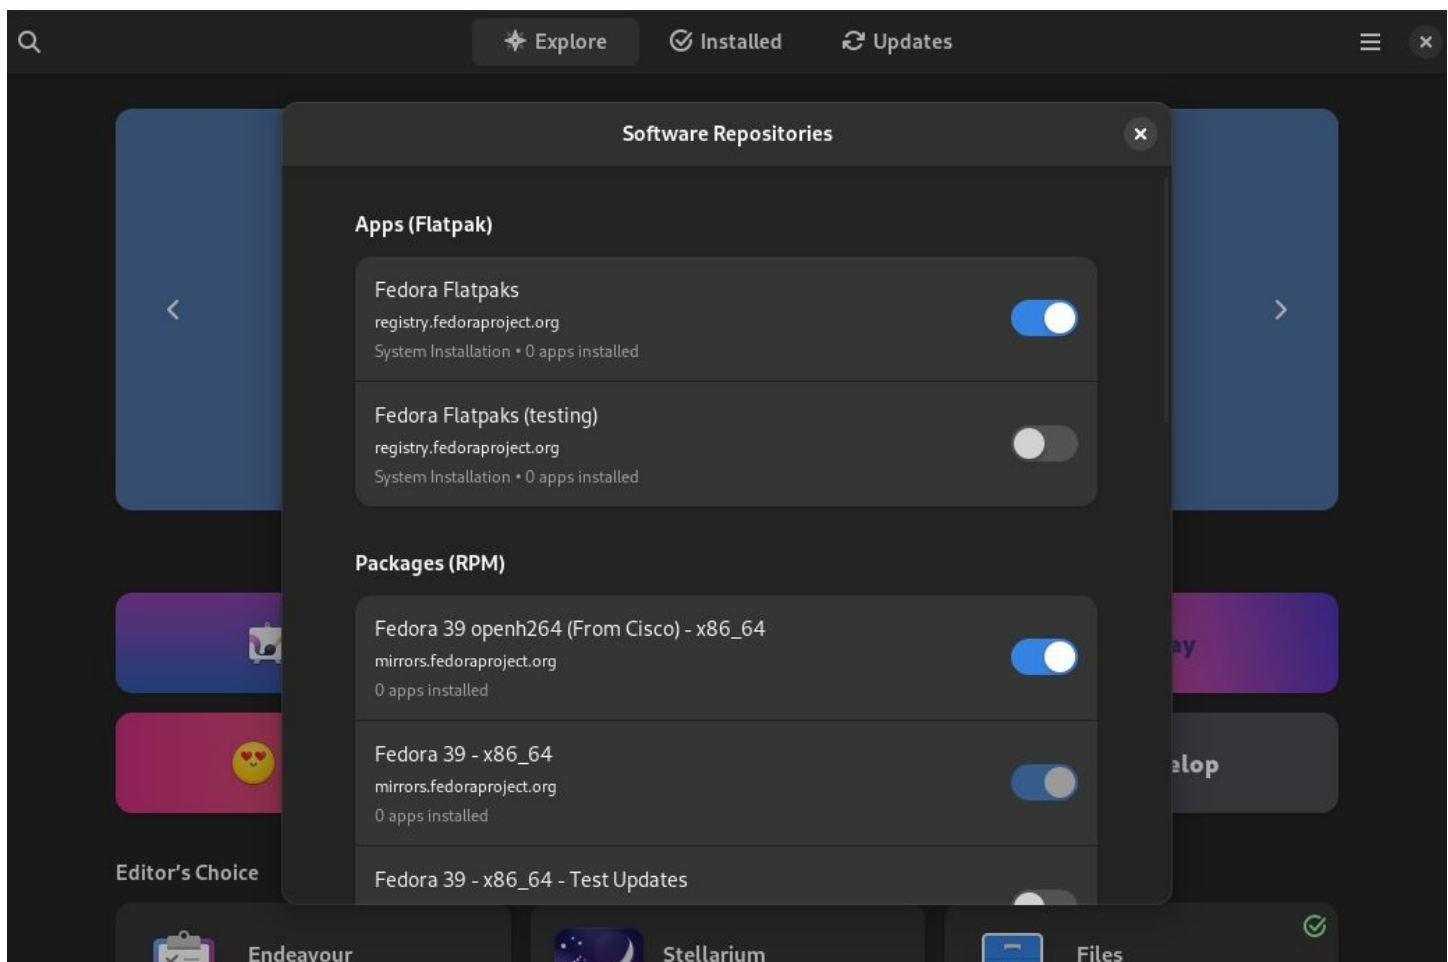 Explore
Installed
Updates
Software Repositories
Apps (Flatpak)
Fedora Flatpaks
registry.fedoraproject.org
System Installation • 0 apps installed
Fedora Flatpaks (testing)
registry.fedoraproject.org
System Installation • 0 apps installed
Packages (RPM)
Fedora 39 openh264 (From Cisco) - x86_64
mirrors.fedoraproject.org
0 apps installed
ay
Fedora 39 - x86_64
mirrors.fedoraproject.org
0 apps installed
elop
Fedora 39 - x86_64 - Test Updates
Editor's Choice
Endeavour
Stellarium
Files